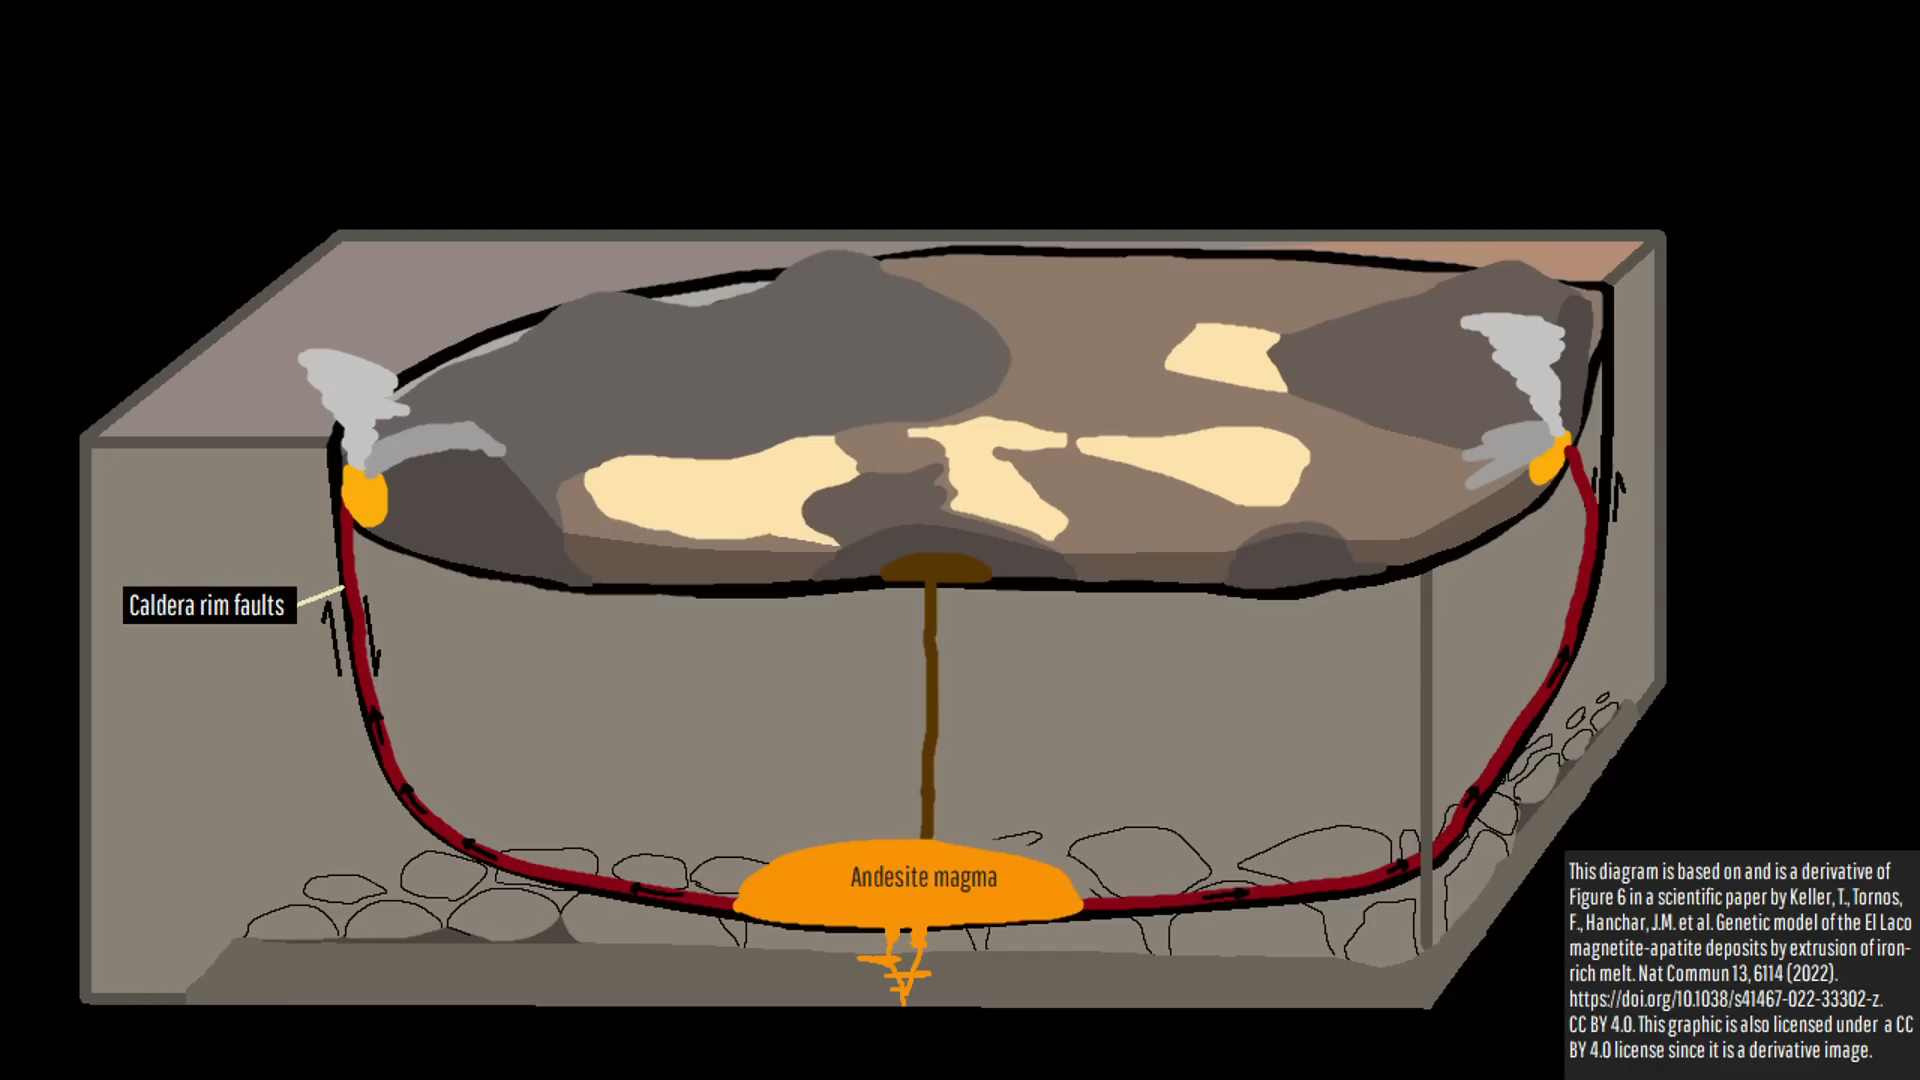 Caldera rim faults
Andesite magma
This diagram is based on and is a derivative of
Figure 6 in a scientific paper by Keller, T., Tornos,
F., Hanchar, J.M. et al. Genetic model of the El Laco
magnetite-apatite deposits by extrusion of iron-
rich melt. Nat Commun 13, 6114 (2022).
https://doi.org/10.1038/s41467-022-33302-z.
CC BY 4.0. This graphic is also licensed under a CC
BY 4.0 license since it is a derivative image.